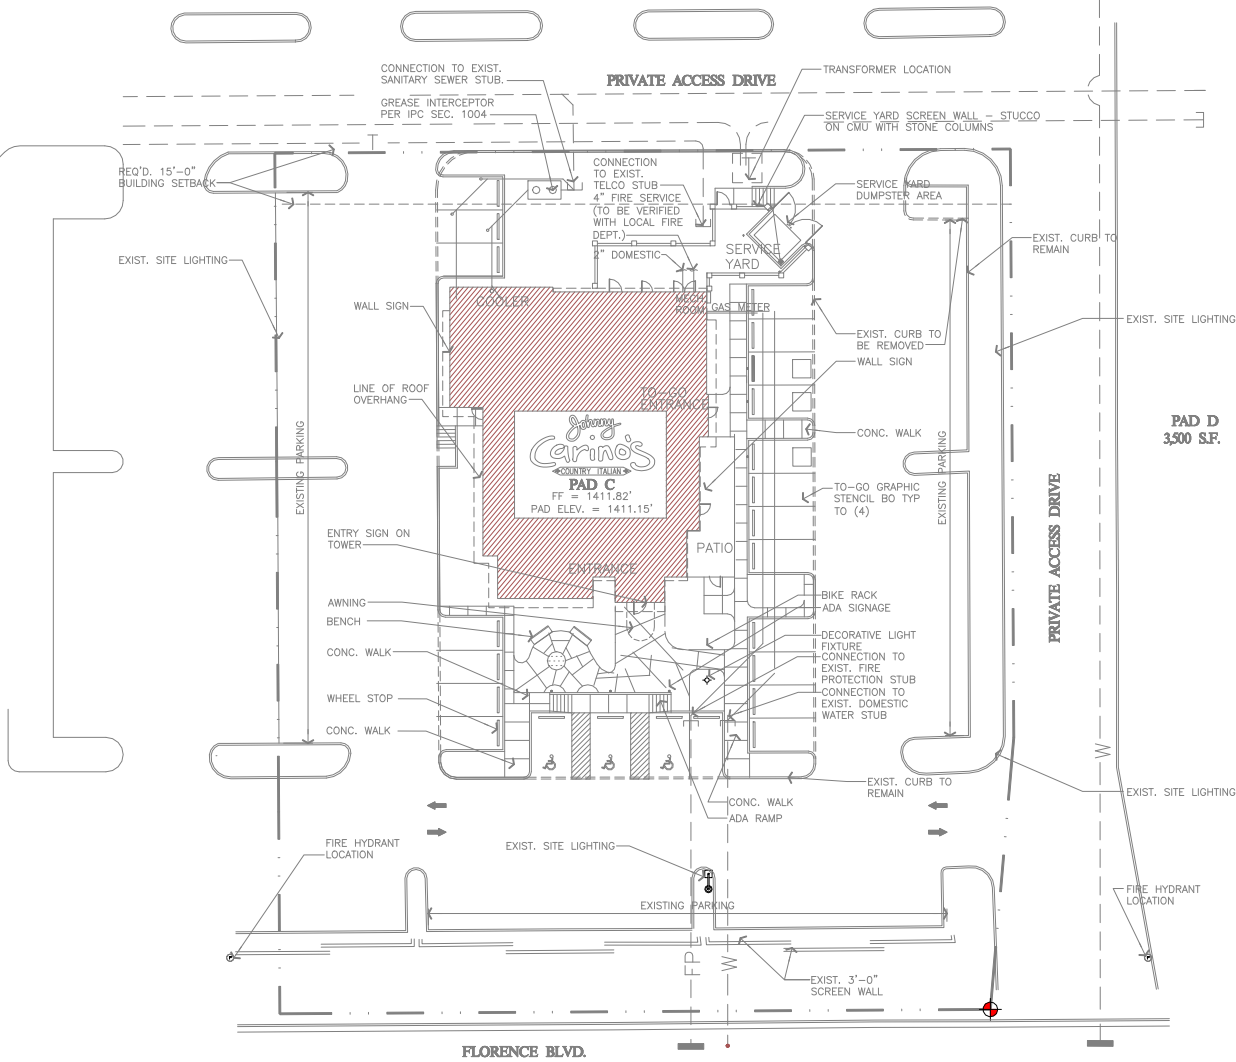 CONNECTION TO EXIST.
SANITARY SEWER STUB.
PRIVATE ACCESS DRIVE
TRANSFORMER LOCATION
GREASE INTERCEPTOR
PER IPC SEC. 1004
SERVICE YARD SCREEN WALL - STUCCO
ON CMU WITH STONE COLUMNS
REQ'D. 15'-0"
BUILDING SETBACK
CONNECTION
TO EXIST.
TELCO STUB
4" FIRE SERVICE
(TO BE VERIFIED
WITH LOCAL FIRE
DEPT.)
2" DOMESTIC
SERVICE YARD
DUMPSTER AREA
SERVICE
YARD
EXIST. CURB TO
REMAIN
EXIST. SITE LIGHTING
WALL SIGN
COOLER
MECH.
ROOM
GAS METER
EXIST. CURB TO
BE REMOVED
EXIST. SITE LIGHTING
WALL SIGN
LINE OF ROOF
OVERHANG
TO-GO
ENTRANCE
EXISTING PARKING
Johnny
Carino's
COUNTRY ITALIAN
PAD C
FF = 1411.82'
PAD ELEV. = 1411.15'
CONC. WALK
EXISTING PARKING
PAD D
3,500 S.F.
TO-GO GRAPHIC
STENCIL BO TYP
TO (4)
PRIVATE ACCESS DRIVE
ENTRY SIGN ON
TOWER
PATIO
ENTRANCE
AWNING
BENCH
CONC. WALK
WHEEL STOP
CONC. WALK
BIKE RACK
ADA SIGNAGE
DECORATIVE LIGHT
FIXTURE
CONNECTION TO
EXIST. FIRE
PROTECTION STUB
CONNECTION TO
EXIST. DOMESTIC
WATER STUB
W
EXIST. CURB TO
REMAIN
EXIST. SITE LIGHTING
CONC. WALK
ADA RAMP
FIRE HYDRANT
LOCATION
EXIST. SITE LIGHTING
FIRE HYDRANT
LOCATION
EXISTING PARKING
FP
W
EXIST. 3'-0"
SCREEN WALL
FLORENCE BLVD.